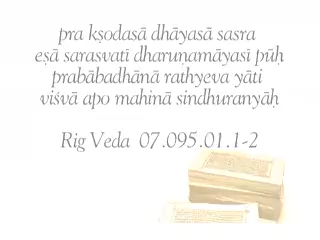 pra kṣodasā dhāyasā sasra
eṣā sarasvatī dharuṇamāyasī pūḥ
prabābadhānā rathyeva yāti
viśvā apo mahinā sindhuranyāḥ
Rig Veda 07.095.01.1-2